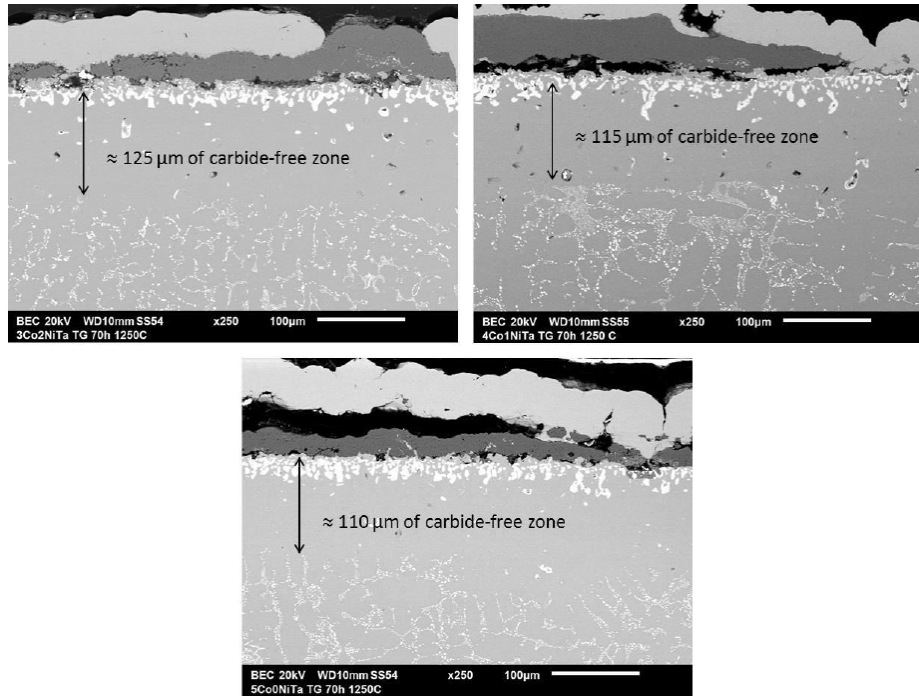 ≈ 125 µm of carbide-free zone
BEC 20kV WD10mm SS54 x250 100µm
3Co2NiTa TG 70h 1250C
≈ 115 µm of carbide-free zone
BEC 20kV WD10mm SS55 x250 100µm
4Co1NiTa TG 70h 1250 C
≈ 110 µm of carbide-free zone
BEC 20kV WD10mm SS54 x250 100µm
5Co0NiTa TG 70h 1250C